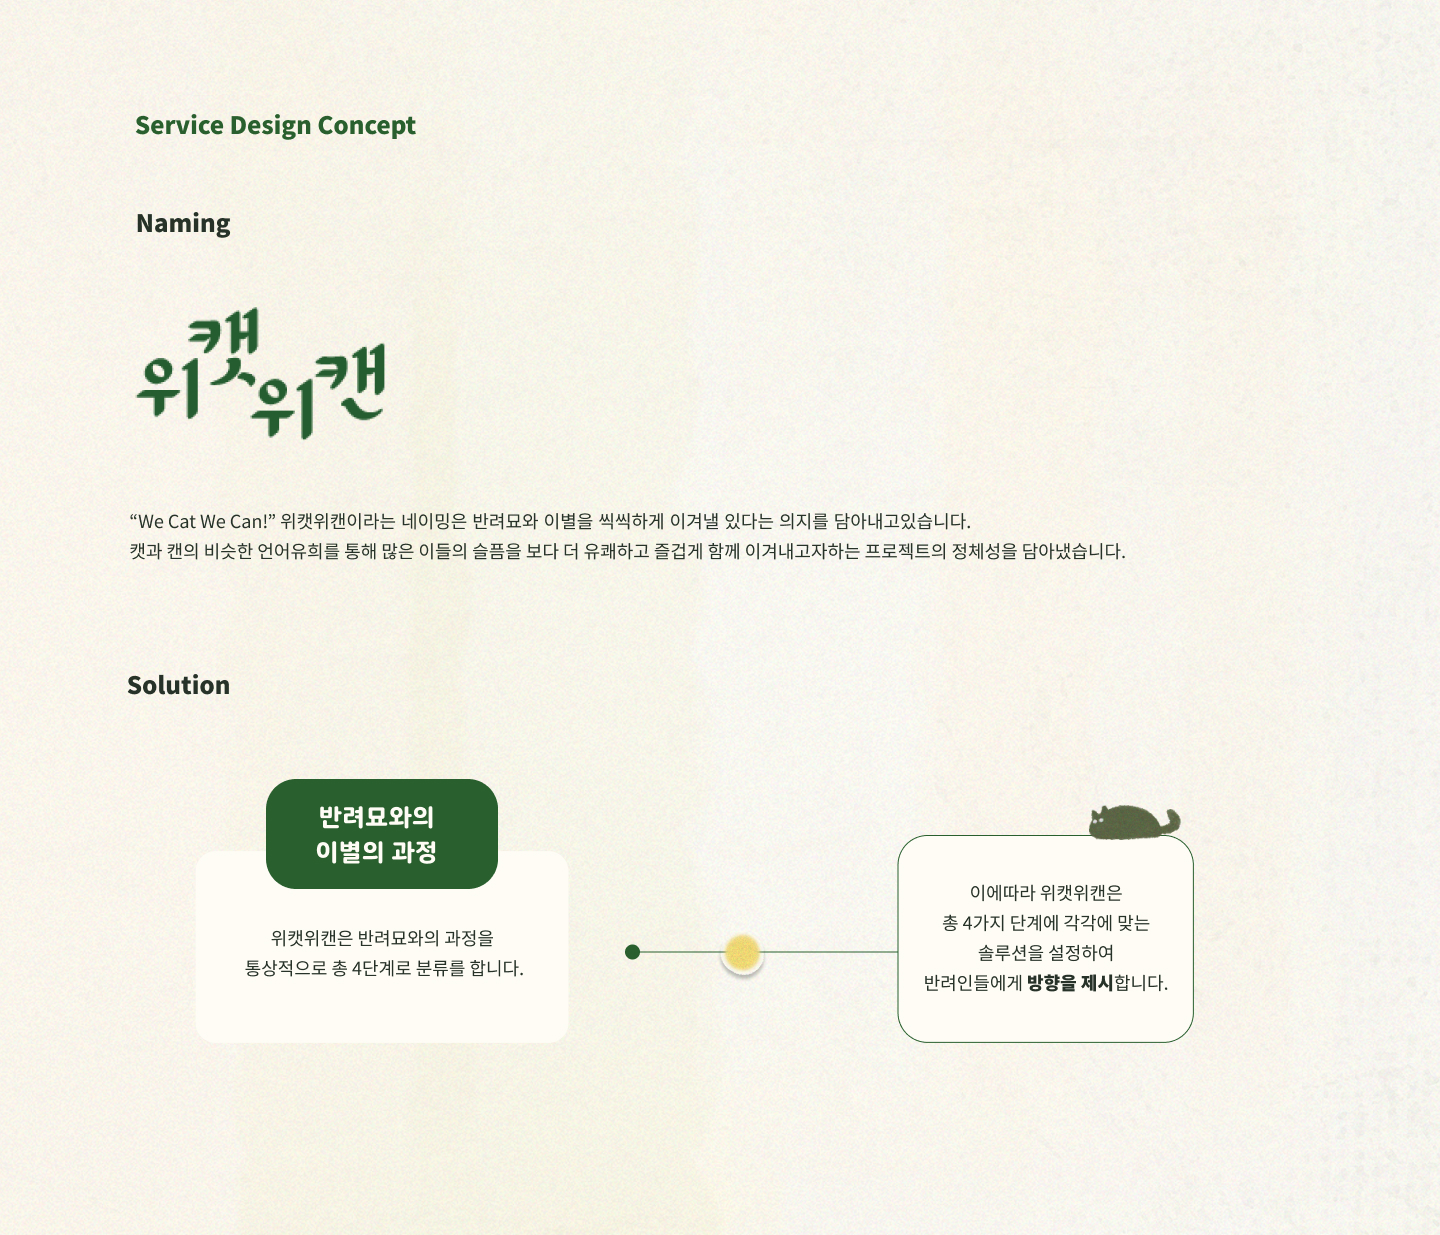 Service Design Concept
Naming
위캣위캔
“We Cat We Can!” 위캣위캔이라는 네이밍은 반려묘와 이별을 씩씩하게 이겨낼 있다는 의지를 담아내고있습니다.
캣과 캔의 비슷한 언어유희를 통해 많은 이들의 슬픔을 보다 더 유쾌하고 즐겁게 함께 이겨내고자하는 프로젝트의 정체성을 담아냈습니다.
Solution
반려묘와의
이별의 과정
위캣위캔은 반려묘와의 과정을
통상적으로 총 4단계로 분류를 합니다.
이에따라 위캣위캔은
총 4가지 단계에 각각에 맞는
솔루션을 설정하여
반려인들에게 방향을 제시합니다.